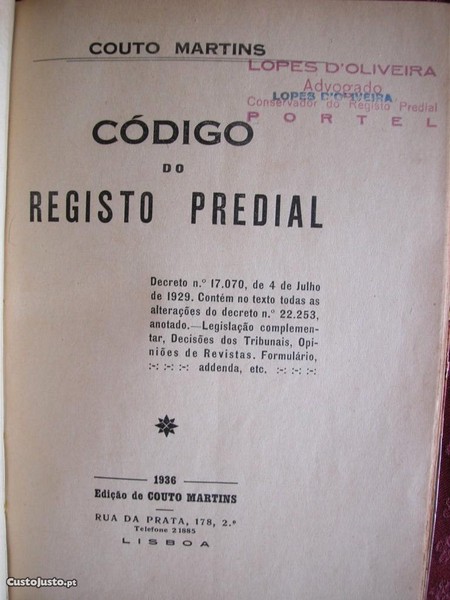 COUTO MARTINS
LOPES D'OLIVEIRA
Advogado
LOPES D'OLIVEIRA
Conservador do Registo Predial
PORTEL
CÓDIGO
DO
REGISTO PREDIAL
Decreto n.º 17.070, de 4 de Julho
de 1929. Contém no texto todas as
alterações do decreto n.º 22.253,
anotado.—Legislação complemen-
tar, Decisões dos Tribunais, Opi-
niões de Revistas. Formulário,
:-: :-: :-: addenda, etc. :-: :-: :-:
1936
Edição de COUTO MARTINS
RUA DA PRATA, 178, 2.º
Telefone 21885
LISBOA
CustoJusto.pt